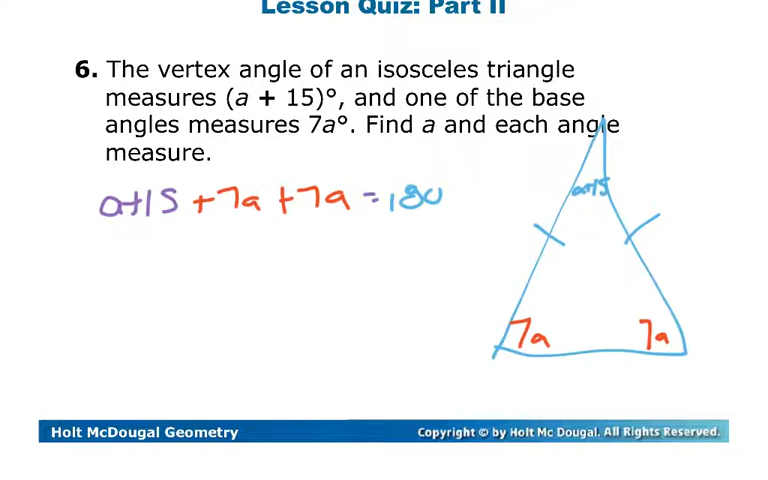 Lesson Quiz: Part II
6. The vertex angle of an isosceles triangle
measures (a + 15)°, and one of the base
angles measures 7a°. Find a and each angle
measure.
a+15 +7a +7a =180
a+15
7a 7a
Holt McDougal Geometry
Copyright © by Holt Mc Dougal. All Rights Reserved.